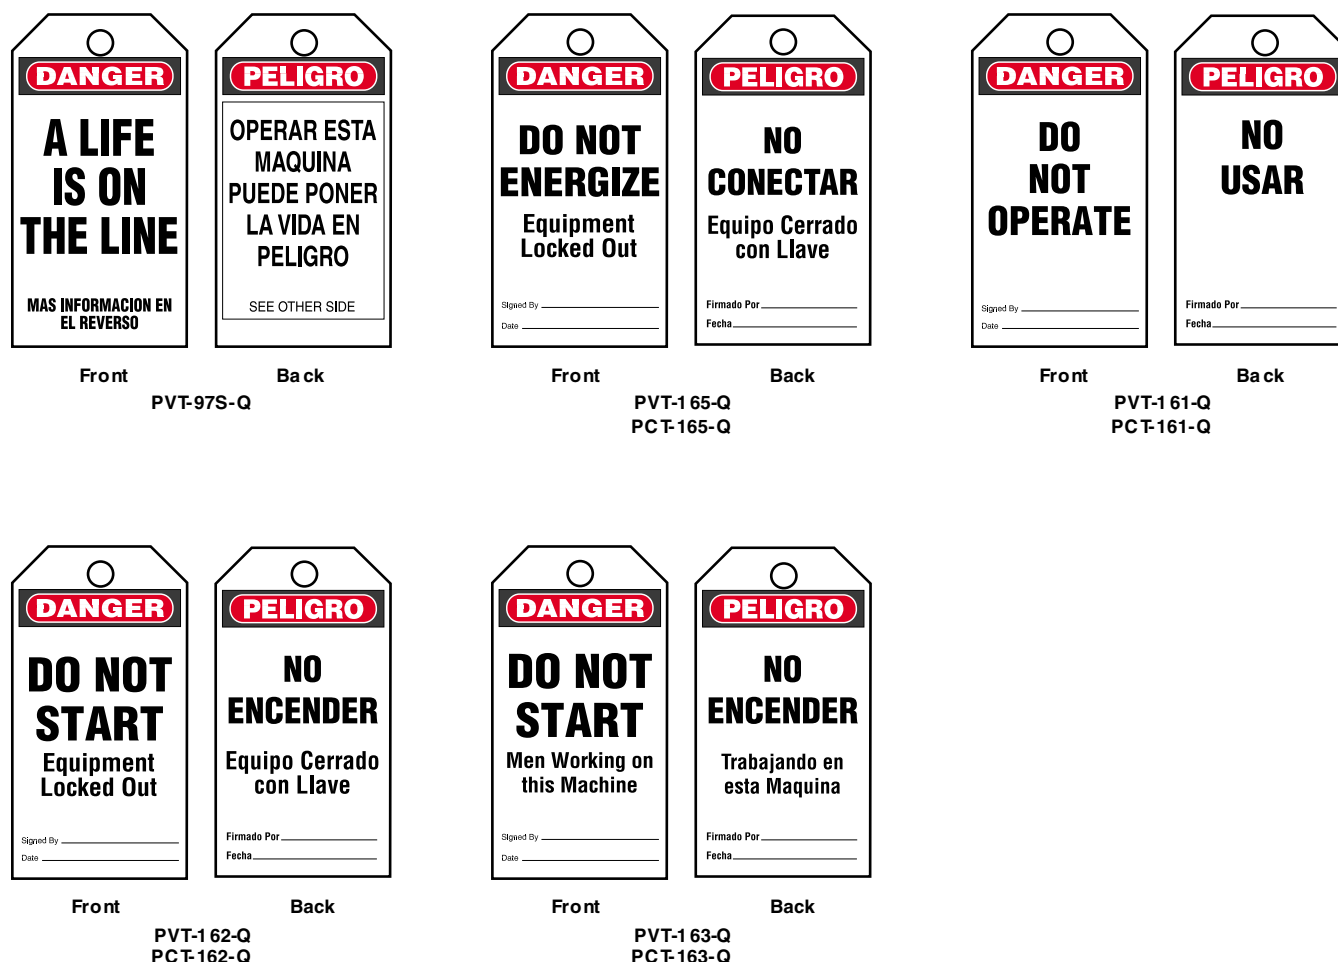 DANGER
A LIFE
IS ON
THE LINE
MAS INFORMACION EN
EL REVERSO
Front
PELIGRO
OPERAR ESTA
MAQUINA
PUEDE PONER
LA VIDA EN
PELIGRO
SEE OTHER SIDE
Back
PVT-97S-Q
DANGER
DO NOT
ENERGIZE
Equipment
Locked Out
Signed By
Date
Front
PELIGRO
NO
CONECTAR
Equipo Cerrado
con Llave
Firmado Por
Fecha
Back
PVT-165-Q
PCT-165-Q
DANGER
DO
NOT
OPERATE
Signed By
Date
Front
PELIGRO
NO
USAR
Firmado Por
Fecha
Back
PVT-161-Q
PCT-161-Q
DANGER
DO NOT
START
Equipment
Locked Out
Signed By
Date
Front
PELIGRO
NO
ENCENDER
Equipo Cerrado
con Llave
Firmado Por
Fecha
Back
PVT-162-Q
PCT-162-Q
DANGER
DO NOT
START
Men Working on
this Machine
Signed By
Date
Front
PELIGRO
NO
ENCENDER
Trabajando en
esta Maquina
Firmado Por
Fecha
Back
PVT-163-Q
PCT-163-Q